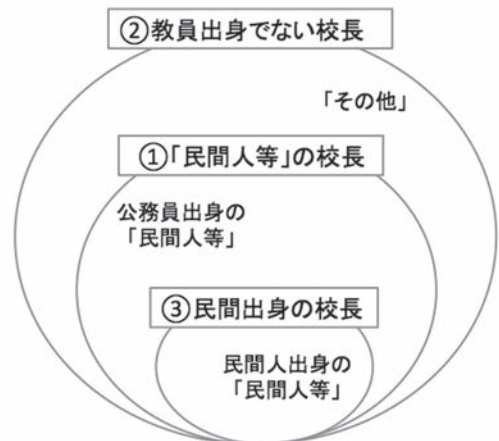 ②教員出身でない校長
「その他」
①「民間人等」の校長
公務員出身の
「民間人等」
③民間出身の校長
民間人出身の
「民間人等」